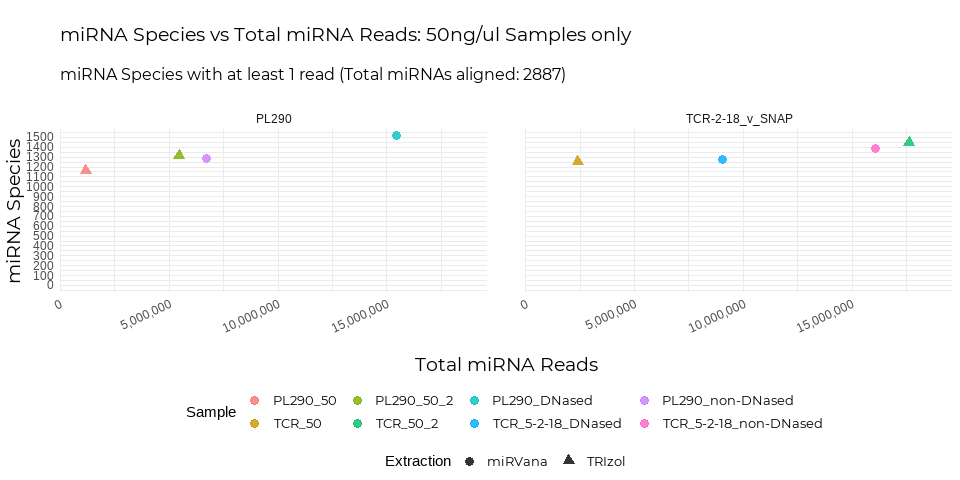 miRNA Species vs Total miRNA Reads: 50ng/ul Samples only
miRNA Species with at least 1 read (Total miRNAs aligned: 2887)
PL290
TCR-2-18_v_SNAP
miRNA Species
1500
1400
1300
1200
1100
1000
900
800
700
600
500
400
300
200
100
0
0
5,000,000
10,000,000
15,000,000
0
5,000,000
10,000,000
15,000,000
Total miRNA Reads
Sample
PL290_50
PL290_50_2
PL290_DNased
PL290_non-DNased
TCR_50
TCR_50_2
TCR_5-2-18_DNased
TCR_5-2-18_non-DNased
Extraction
miRVana
TRIzol